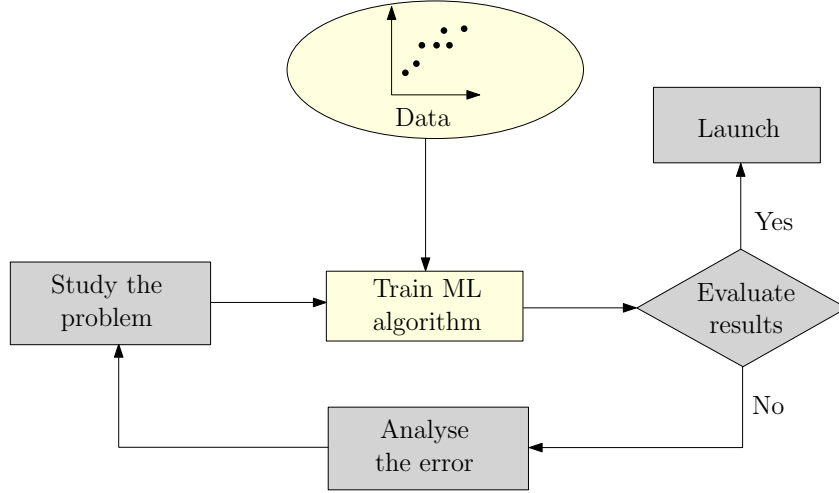 Data
Launch
Yes
Study the
problem
Train ML
algorithm
Evaluate
results
No
Analyse
the error